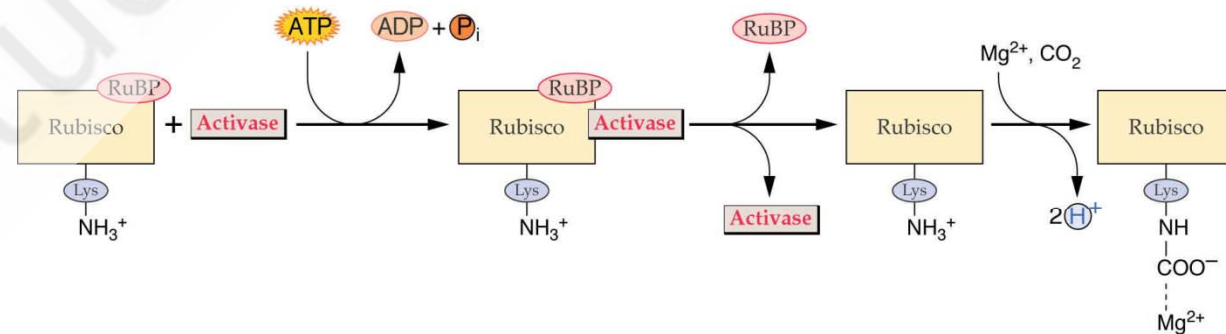 ATP
ADP + Pi
RuBP
Mg2+, CO2
RuBP
RuBP
Rubisco + Activase
Rubisco
Activase
Rubisco
Rubisco
Lys
Lys
Lys
Lys
Activase
2H+
NH3+
NH3+
NH3+
NH
COO–
Mg2+